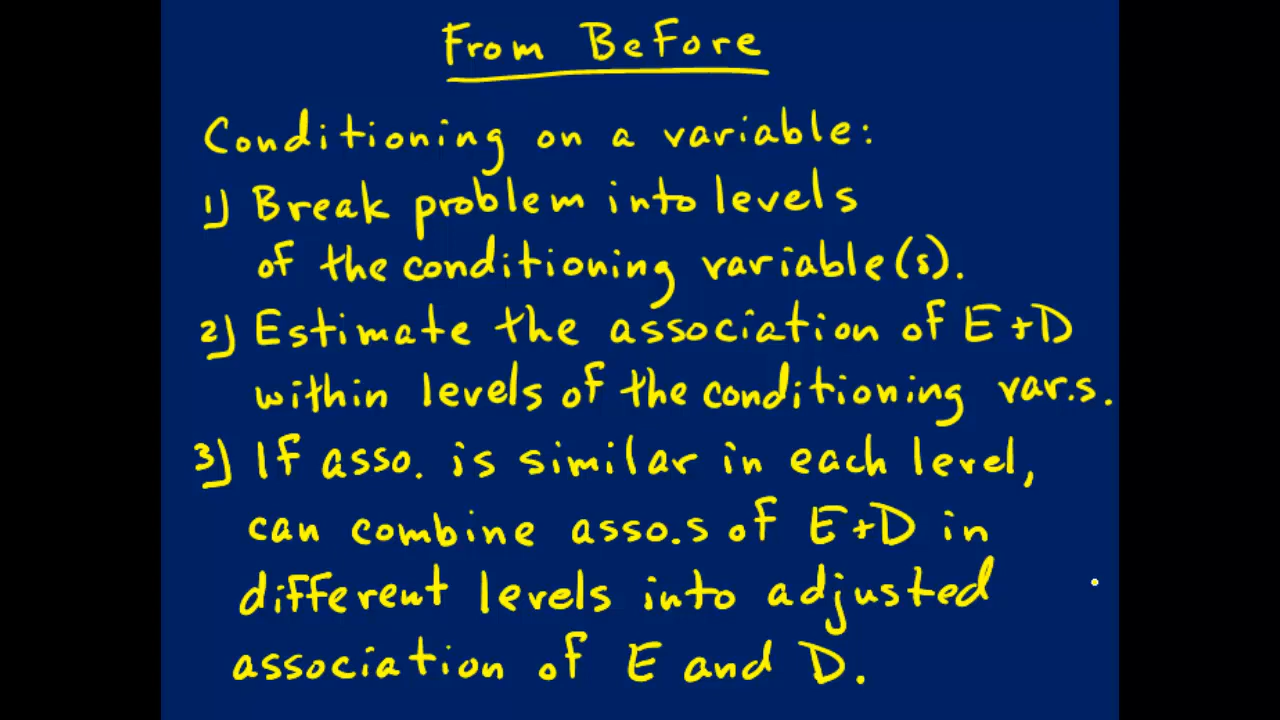 From Before
Conditioning on a variable:
1) Break problem into levels
of the conditioning variable(s).
2) Estimate the association of E+D
within levels of the conditioning var.s.
3) If asso. is similar in each level,
can combine asso.s of E+D in
different levels into adjusted
association of E and D.